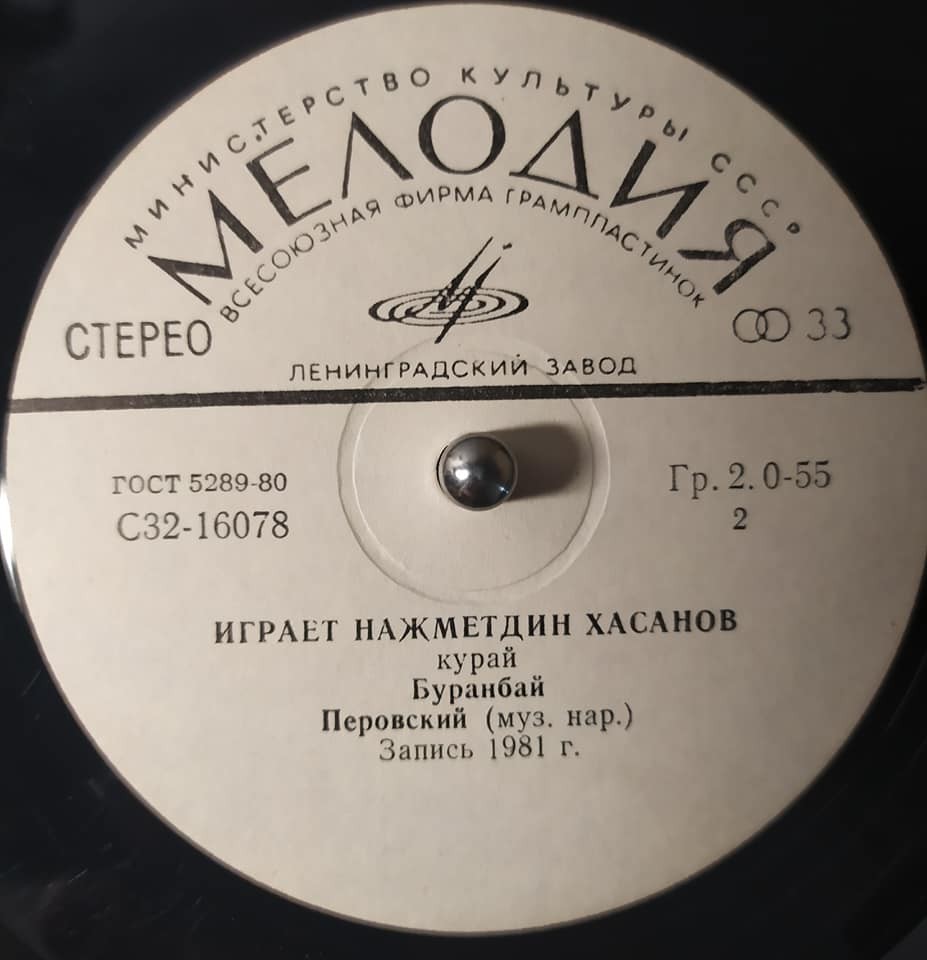 МИНИСТЕРСТВО КУЛЬТУРЫ СССР
МЕЛОДИЯ
ВСЕСОЮЗНАЯ ФИРМА ГРАМПЛАСТИНОК
СТЕРЕО
33
ЛЕНИНГРАДСКИЙ ЗАВОД
ГОСТ 5289-80
Гр. 2. 0-55
С32-16078
2
ИГРАЕТ НАЖМЕТДИН ХАСАНОВ
курай
Буранбай
Перовский (муз. нар.)
Запись 1981 г.